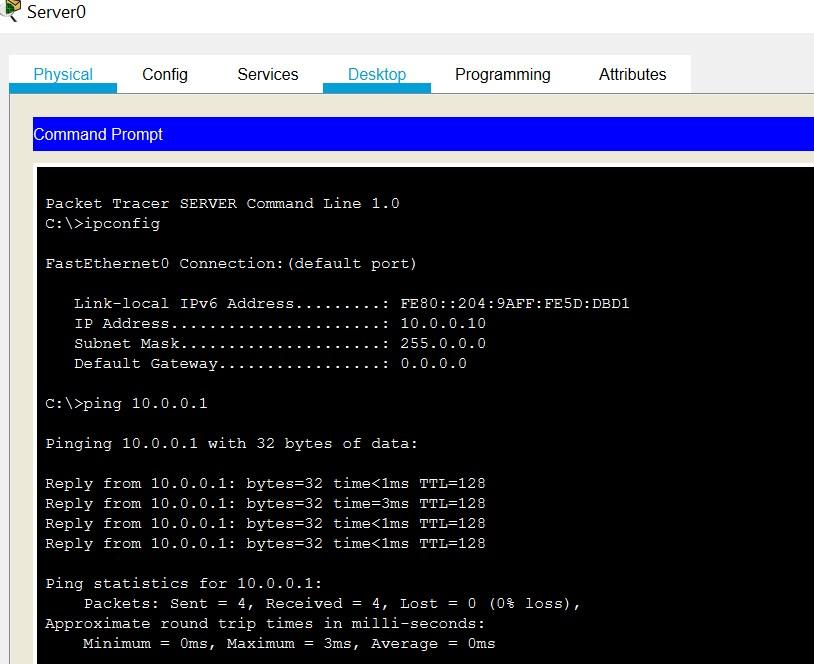 Server0
Physical Config Services Desktop Programming Attributes
Command Prompt
Packet Tracer SERVER Command Line 1.0
C:\>ipconfig
FastEthernet0 Connection:(default port)
Link-local IPv6 Address.........: FE80::204:9AFF:FE5D:DBD1
IP Address......................: 10.0.0.10
Subnet Mask.....................: 255.0.0.0
Default Gateway.................: 0.0.0.0
C:\>ping 10.0.0.1
Pinging 10.0.0.1 with 32 bytes of data:
Reply from 10.0.0.1: bytes=32 time<1ms TTL=128
Reply from 10.0.0.1: bytes=32 time=3ms TTL=128
Reply from 10.0.0.1: bytes=32 time<1ms TTL=128
Reply from 10.0.0.1: bytes=32 time<1ms TTL=128
Ping statistics for 10.0.0.1:
Packets: Sent = 4, Received = 4, Lost = 0 (0% loss),
Approximate round trip times in milli-seconds:
Minimum = 0ms, Maximum = 3ms, Average = 0ms